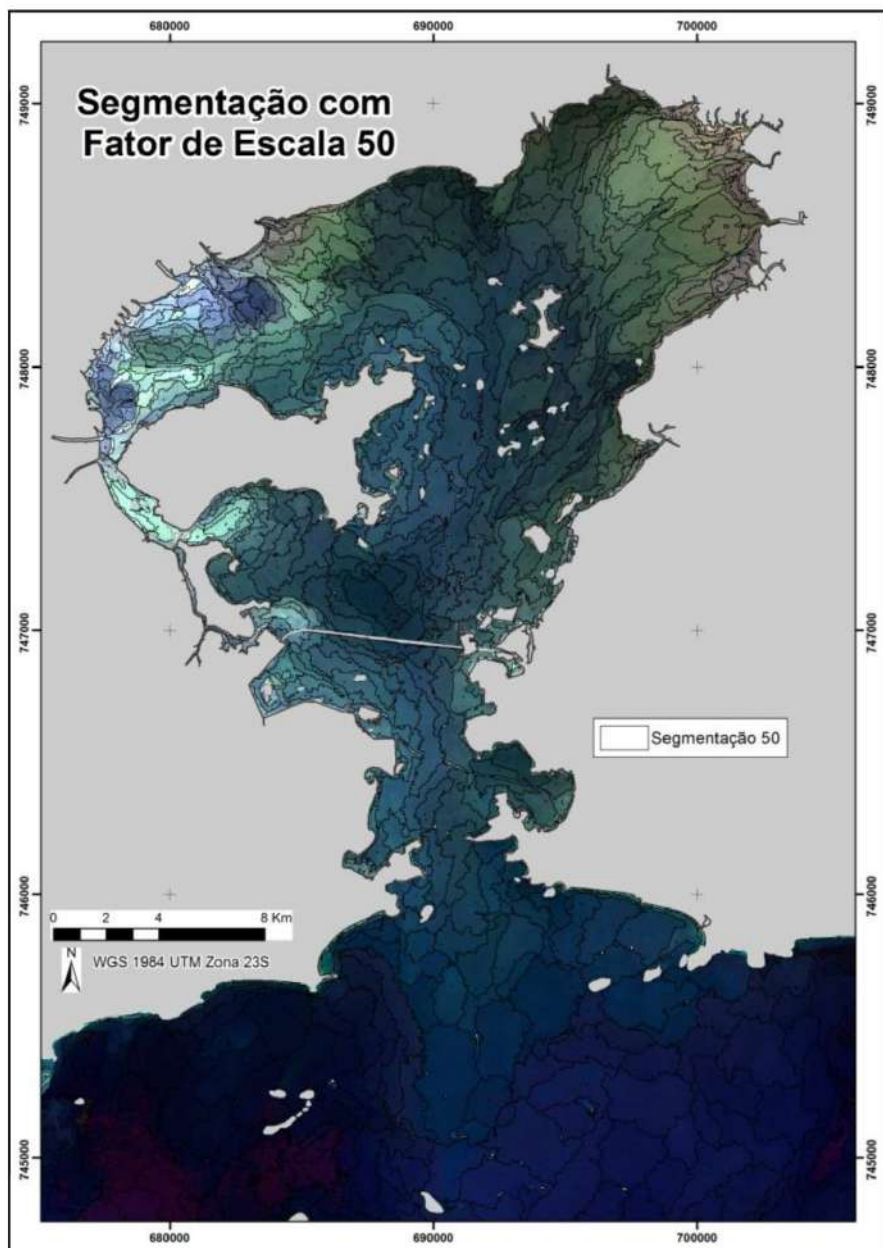 680000 690000 700000
Segmentação com
Fator de Escala 50
749000 749000
748000 748000
747000 747000
Segmentação 50
746000 746000
0 2 4 8 Km
N
WGS 1984 UTM Zona 23S
745000 745000
680000 690000 700000